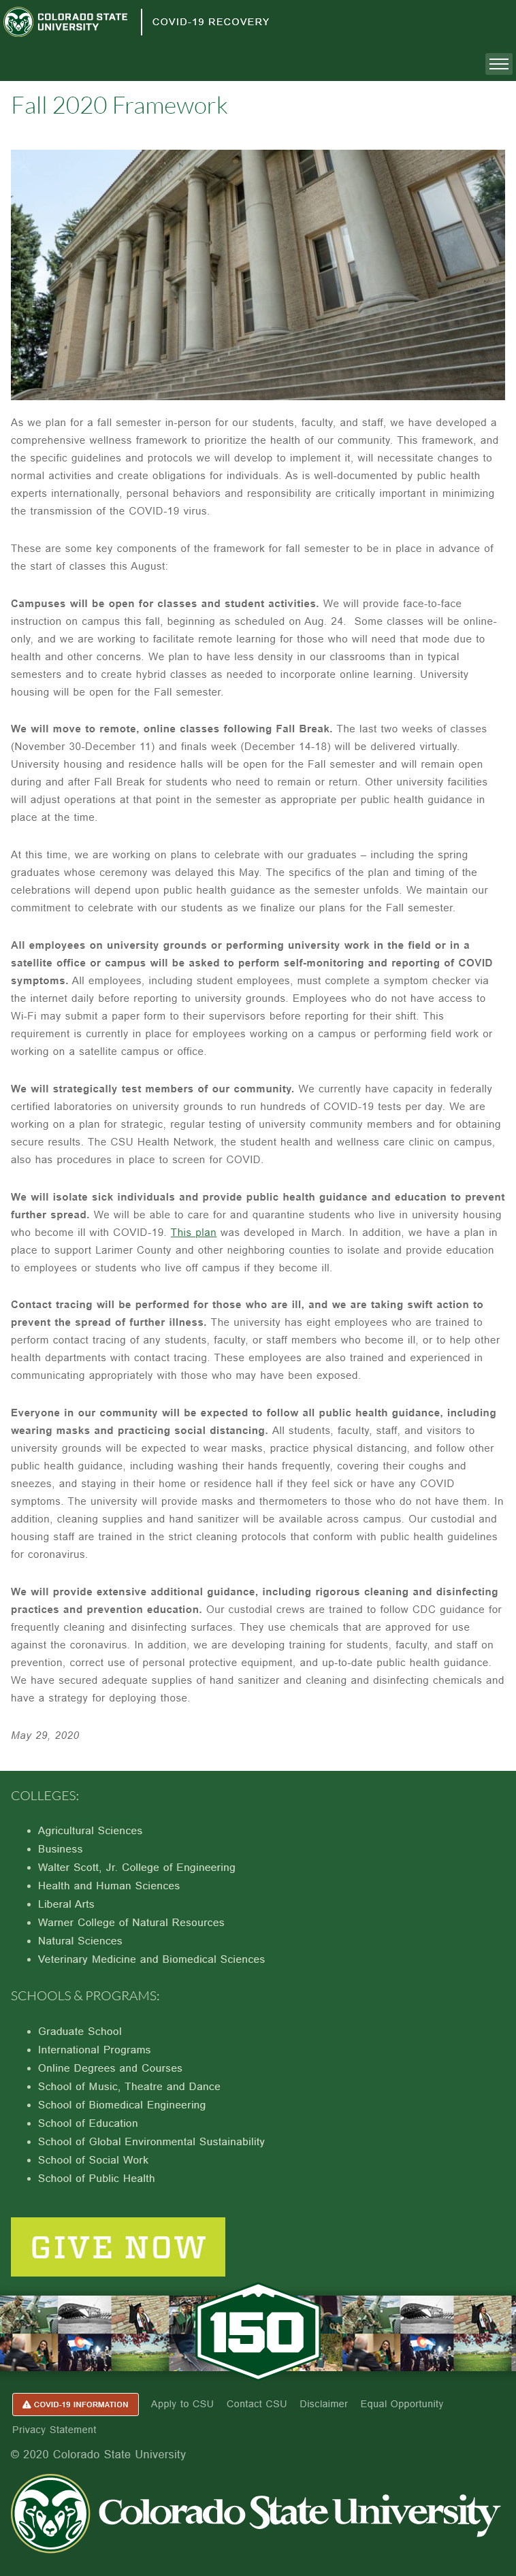 COLORADO STATE
UNIVERSITY
COVID-19 RECOVERY
Fall 2020 Framework
As we plan for a fall semester in-person for our students, faculty, and staff, we have developed a
comprehensive wellness framework to prioritize the health of our community. This framework, and
the specific guidelines and protocols we will develop to implement it, will necessitate changes to
normal activities and create obligations for individuals. As is well-documented by public health
experts internationally, personal behaviors and responsibility are critically important in minimizing
the transmission of the COVID-19 virus.
These are some key components of the framework for fall semester to be in place in advance of
the start of classes this August:
Campuses will be open for classes and student activities. We will provide face-to-face
instruction on campus this fall, beginning as scheduled on Aug. 24. Some classes will be online-
only, and we are working to facilitate remote learning for those who will need that mode due to
health and other concerns. We plan to have less density in our classrooms than in typical
semesters and to create hybrid classes as needed to incorporate online learning. University
housing will be open for the Fall semester.
We will move to remote, online classes following Fall Break. The last two weeks of classes
(November 30-December 11) and finals week (December 14-18) will be delivered virtually.
University housing and residence halls will be open for the Fall semester and will remain open
during and after Fall Break for students who need to remain or return. Other university facilities
will adjust operations at that point in the semester as appropriate per public health guidance in
place at the time.
At this time, we are working on plans to celebrate with our graduates – including the spring
graduates whose ceremony was delayed this May. The specifics of the plan and timing of the
celebrations will depend upon public health guidance as the semester unfolds. We maintain our
commitment to celebrate with our students as we finalize our plans for the Fall semester.
All employees on university grounds or performing university work in the field or in a
satellite office or campus will be asked to perform self-monitoring and reporting of COVID
symptoms. All employees, including student employees, must complete a symptom checker via
the internet daily before reporting to university grounds. Employees who do not have access to
Wi-Fi may submit a paper form to their supervisors before reporting for their shift. This
requirement is currently in place for employees working on a campus or performing field work or
working on a satellite campus or office.
We will strategically test members of our community. We currently have capacity in federally
certified laboratories on university grounds to run hundreds of COVID-19 tests per day. We are
working on a plan for strategic, regular testing of university community members and for obtaining
secure results. The CSU Health Network, the student health and wellness care clinic on campus,
also has procedures in place to screen for COVID.
We will isolate sick individuals and provide public health guidance and education to prevent
further spread. We will be able to care for and quarantine students who live in university housing
who become ill with COVID-19. This plan was developed in March. In addition, we have a plan in
place to support Larimer County and other neighboring counties to isolate and provide education
to employees or students who live off campus if they become ill.
Contact tracing will be performed for those who are ill, and we are taking swift action to
prevent the spread of further illness. The university has eight employees who are trained to
perform contact tracing of any students, faculty, or staff members who become ill, or to help other
health departments with contact tracing. These employees are also trained and experienced in
communicating appropriately with those who may have been exposed.
Everyone in our community will be expected to follow all public health guidance, including
wearing masks and practicing social distancing. All students, faculty, staff, and visitors to
university grounds will be expected to wear masks, practice physical distancing, and follow other
public health guidance, including washing their hands frequently, covering their coughs and
sneezes, and staying in their home or residence hall if they feel sick or have any COVID
symptoms. The university will provide masks and thermometers to those who do not have them. In
addition, cleaning supplies and hand sanitizer will be available across campus. Our custodial and
housing staff are trained in the strict cleaning protocols that conform with public health guidelines
for coronavirus.
We will provide extensive additional guidance, including rigorous cleaning and disinfecting
practices and prevention education. Our custodial crews are trained to follow CDC guidance for
frequently cleaning and disinfecting surfaces. They use chemicals that are approved for use
against the coronavirus. In addition, we are developing training for students, faculty, and staff on
prevention, correct use of personal protective equipment, and up-to-date public health guidance.
We have secured adequate supplies of hand sanitizer and cleaning and disinfecting chemicals and
have a strategy for deploying those.
May 29, 2020
COLLEGES:
Agricultural Sciences
Business
Walter Scott, Jr. College of Engineering
Health and Human Sciences
Liberal Arts
Warner College of Natural Resources
Natural Sciences
Veterinary Medicine and Biomedical Sciences
SCHOOLS & PROGRAMS:
Graduate School
International Programs
Online Degrees and Courses
School of Music, Theatre and Dance
School of Biomedical Engineering
School of Education
School of Global Environmental Sustainability
School of Social Work
School of Public Health
GIVE NOW
150
COVID-19 INFORMATION Apply to CSU Contact CSU Disclaimer Equal Opportunity
Privacy Statement
© 2020 Colorado State University
Colorado State University